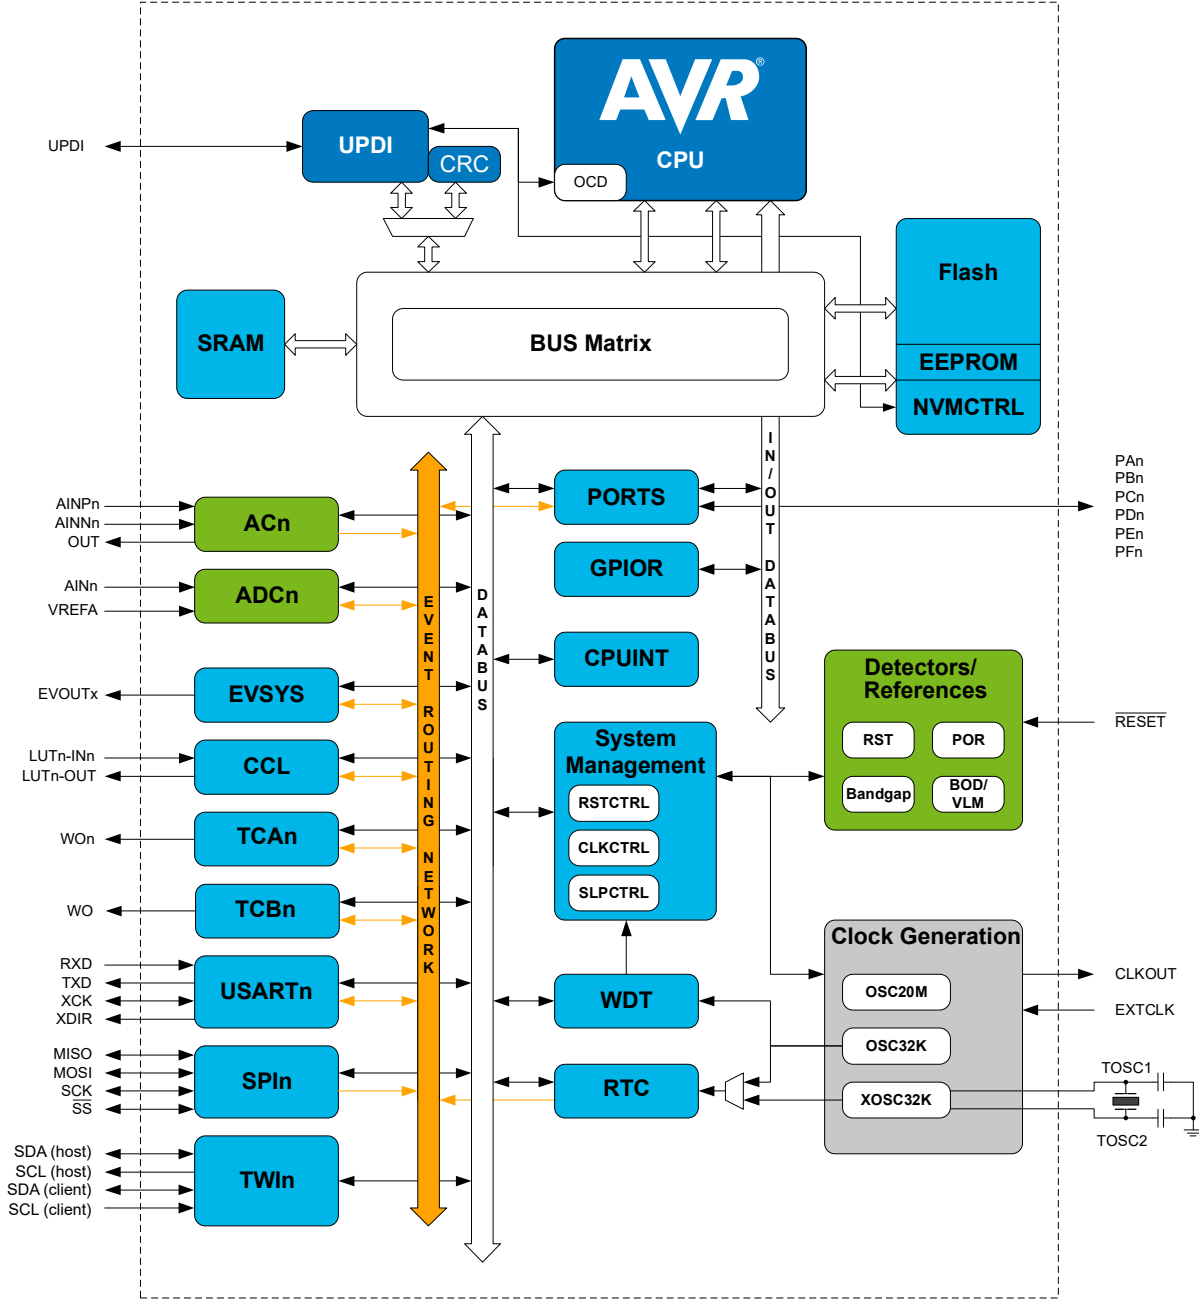 AVR®
CPU
OCD
UPDI
UPDI
CRC
Flash
EEPROM
NVMCTRL
SRAM
BUS Matrix
IN/OUT DATABUS
DATABUS
EVENT ROUTING NETWORK
AINPn
AINNn
OUT
ACn
AINn
VREFA
ADCn
EVOUTx
EVSYS
LUTn-INn
LUTn-OUT
CCL
WOn
TCAn
WO
TCBn
RXD
TXD
XCK
XDIR
USARTn
MISO
MOSI
SCK
SS
SPIn
SDA (host)
SCL (host)
SDA (client)
SCL (client)
TWIn
PORTS
GPIOR
CPUINT
System
Management
RSTCTRL
CLKCTRL
SLPCTRL
WDT
RTC
PAn
PBn
PCn
PDn
PEn
PFn
Detectors/
References
RST
POR
Bandgap
BOD/
VLM
RESET
Clock Generation
OSC20M
OSC32K
XOSC32K
CLKOUT
EXTCLK
TOSC1
TOSC2